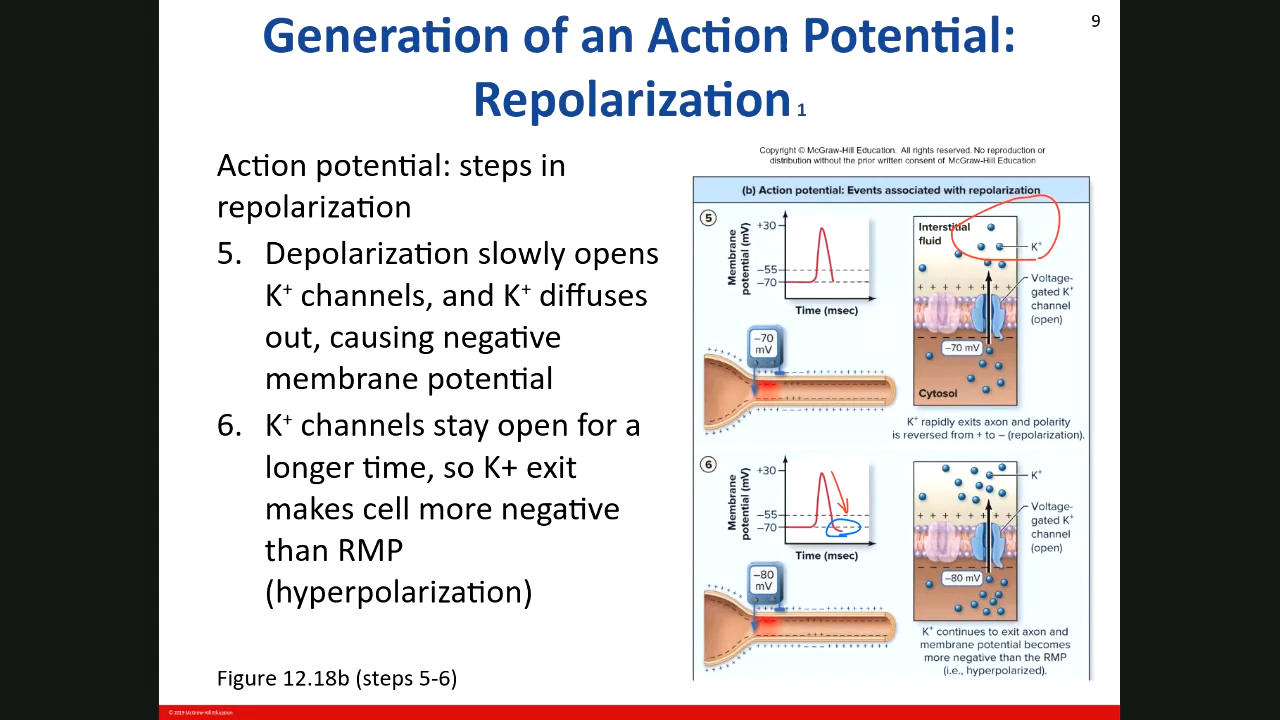 9
Generation of an Action Potential:
Repolarization 1
Action potential: steps in
repolarization
5. Depolarization slowly opens
K⁺ channels, and K⁺ diffuses
out, causing negative
membrane potential
6. K⁺ channels stay open for a
longer time, so K+ exit
makes cell more negative
than RMP
(hyperpolarization)
Figure 12.18b (steps 5-6)
Copyright © McGraw-Hill Education. All rights reserved. No reproduction or
distribution without the prior written consent of McGraw-Hill Education
(b) Action potential: Events associated with repolarization
5
Membrane
potential (mV)
+30
−55
−70
Time (msec)
−70
mV
Interstitial
fluid
K⁺
Voltage-
gated K⁺
channel
(open)
−70 mV
Cytosol
K⁺ rapidly exits axon and polarity
is reversed from + to − (repolarization).
6
Membrane
potential (mV)
+30
−55
−70
Time (msec)
−80
mV
K⁺
Voltage-
gated K⁺
channel
(open)
−80 mV
K⁺ continues to exit axon and
membrane potential becomes
more negative than the RMP
(i.e., hyperpolarized).
© 2019 McGraw-Hill Education